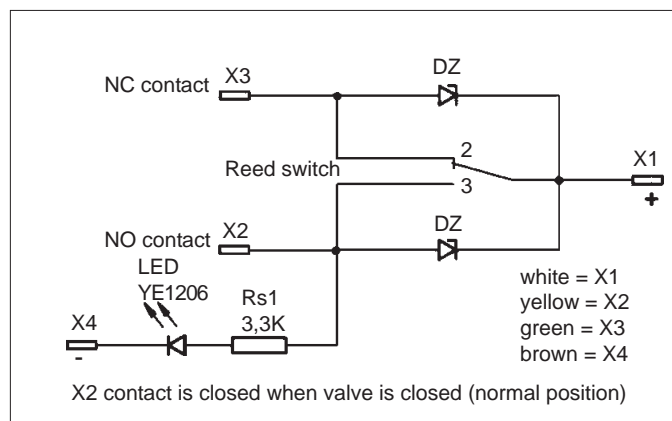 NC contact X3 DZ
Reed switch 2 X1
3 +
NO contact X2 DZ
LED
YE1206 Rs1
3,3K
X4
-
white = X1
yellow = X2
green = X3
brown = X4
X2 contact is closed when valve is closed (normal position)